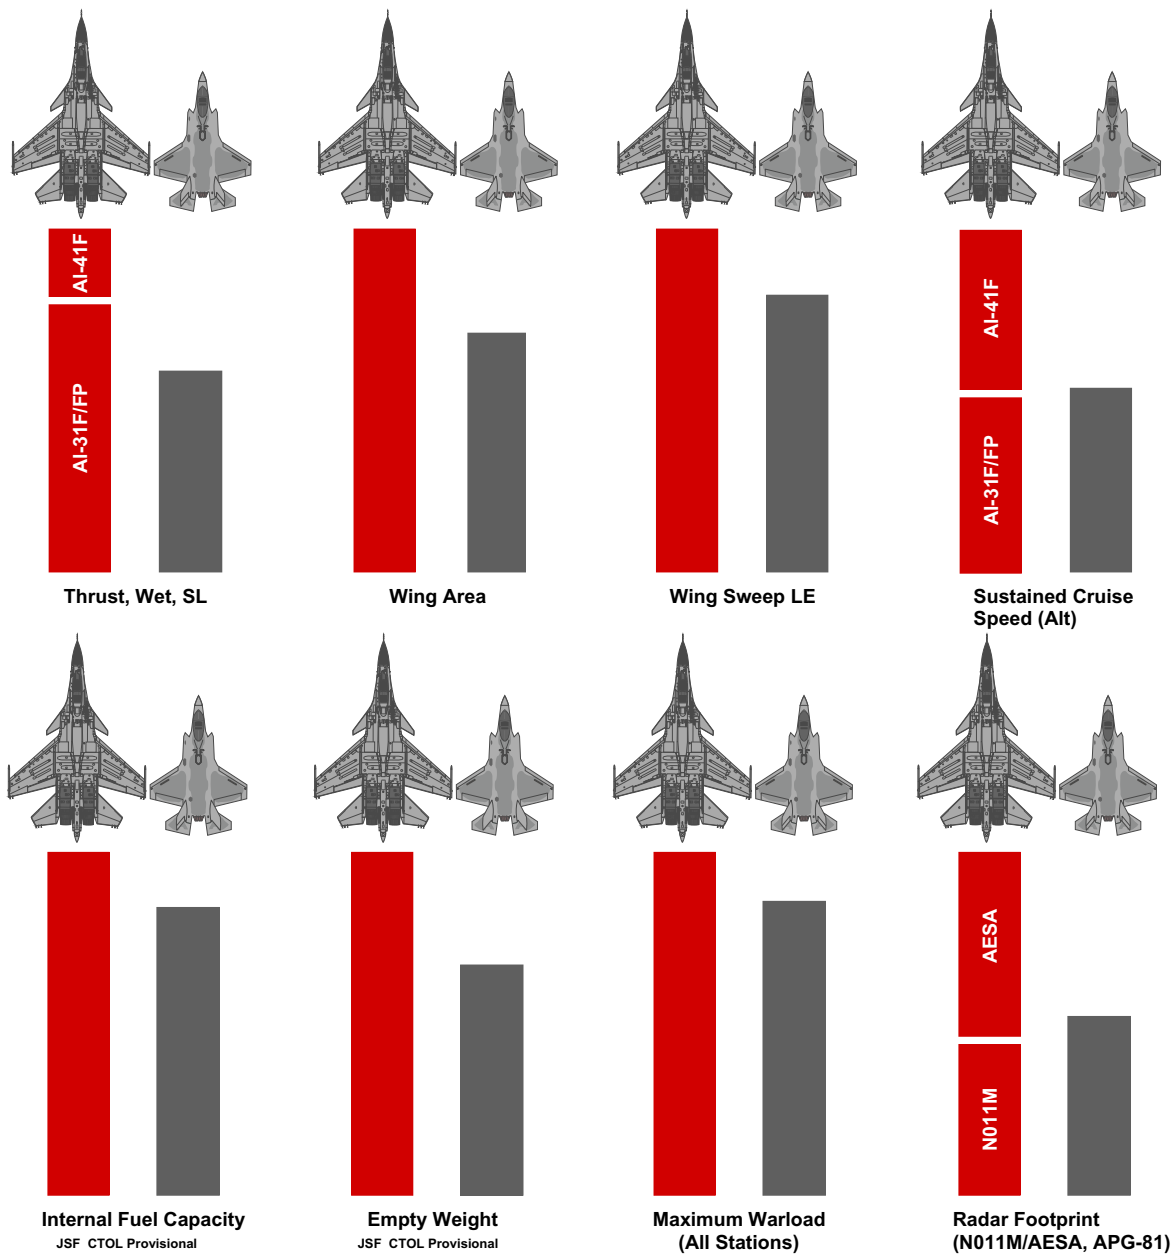 AI-41F
AI-31F/FP
AI-41F
AI-31F/FP
Thrust, Wet, SL
Wing Area
Wing Sweep LE
Sustained Cruise
Speed (Alt)
AESA
N011M
Internal Fuel Capacity
JSF CTOL Provisional
Empty Weight
JSF CTOL Provisional
Maximum Warload
(All Stations)
Radar Footprint
(N011M/AESA, APG-81)